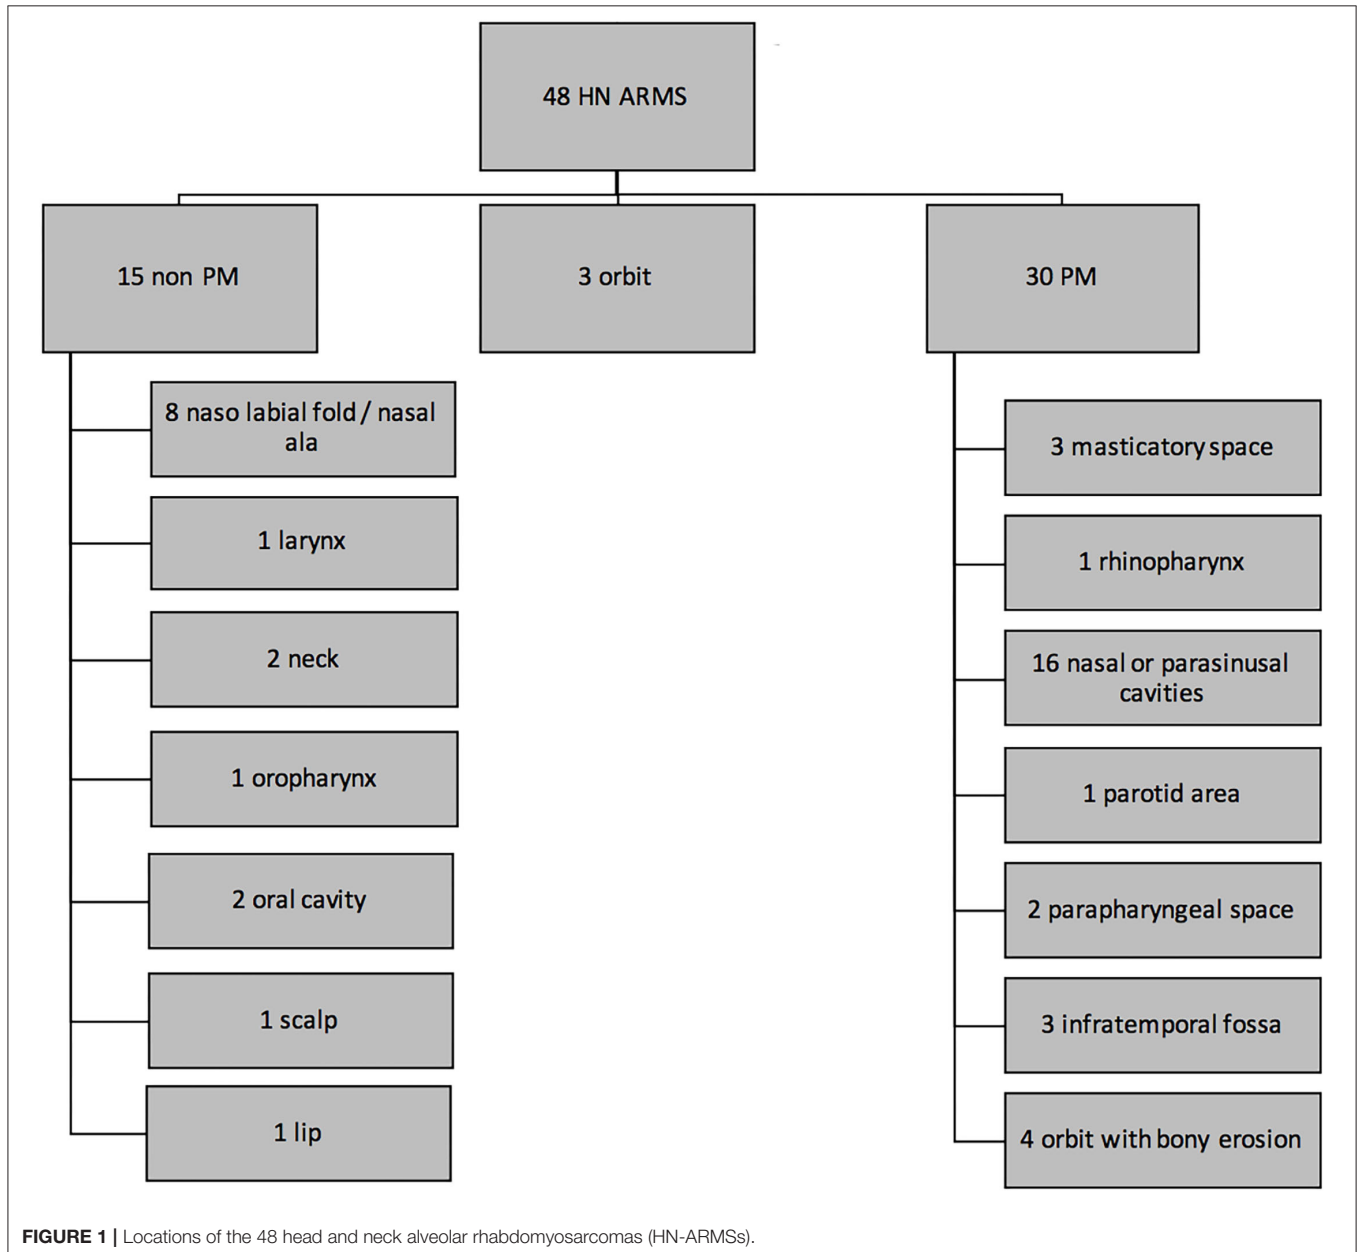 48 HN ARMS
15 non PM
3 orbit
30 PM
8 naso labial fold / nasal
ala
1 larynx
2 neck
1 oropharynx
2 oral cavity
1 scalp
1 lip
3 masticatory space
1 rhinopharynx
16 nasal or parasinusal
cavities
1 parotid area
2 parapharyngeal space
3 infratemporal fossa
4 orbit with bony erosion
FIGURE 1 | Locations of the 48 head and neck alveolar rhabdomyosarcomas (HN-ARMSs).